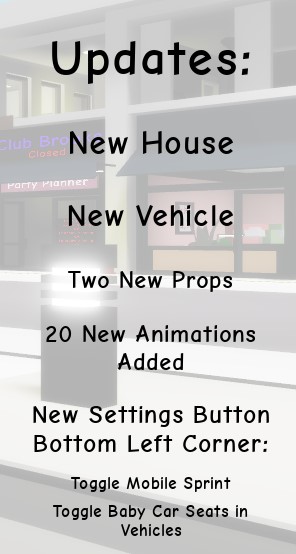 Updates:
Club Bro
Closed
New House
Party Planner
New Vehicle
Two New Props
20 New Animations
Added
New Settings Button
Bottom Left Corner:
Toggle Mobile Sprint
Toggle Baby Car Seats in
Vehicles